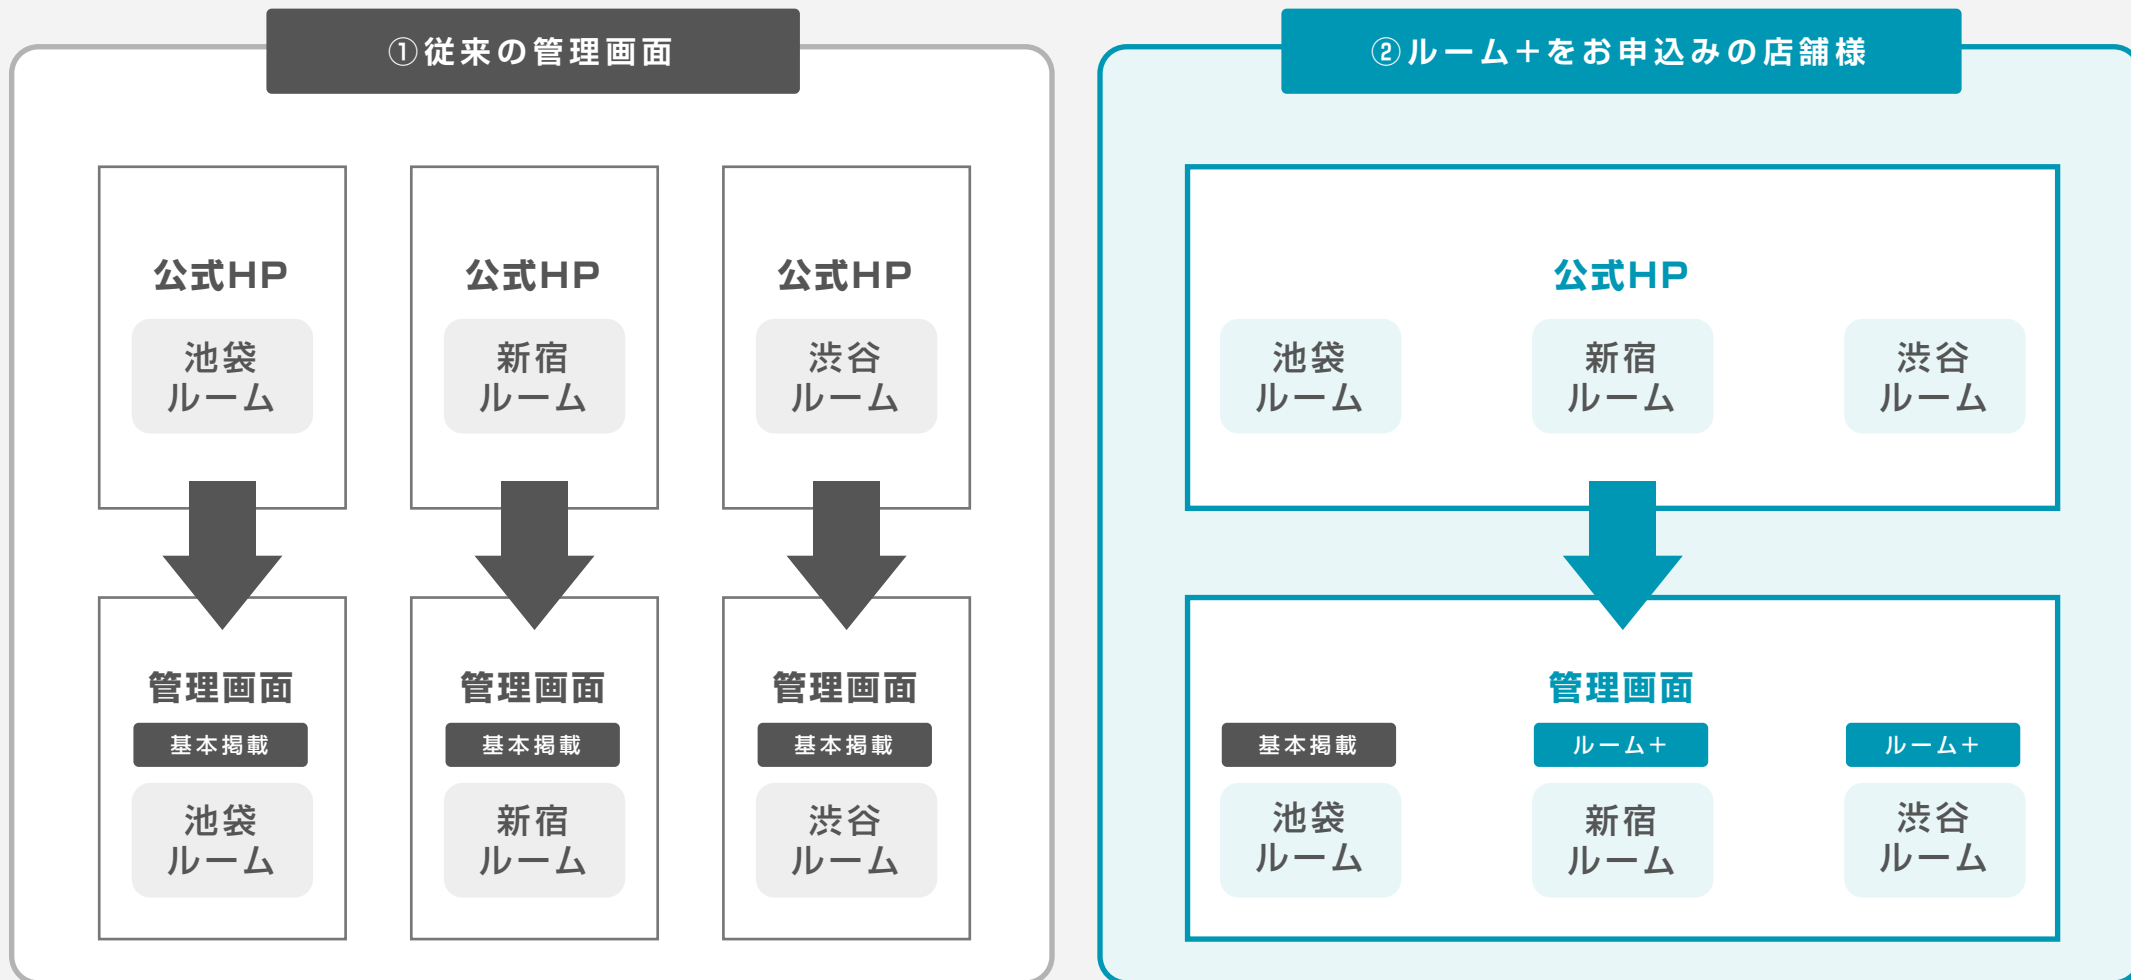 ①従来の管理画面
公式HP
池袋
ルーム
公式HP
新宿
ルーム
公式HP
渋谷
ルーム
管理画面
基本掲載
池袋
ルーム
管理画面
基本掲載
新宿
ルーム
管理画面
基本掲載
渋谷
ルーム
②ルーム＋をお申込みの店舗様
公式HP
池袋
ルーム
新宿
ルーム
渋谷
ルーム
管理画面
基本掲載
池袋
ルーム
ルーム＋
新宿
ルーム
ルーム＋
渋谷
ルーム